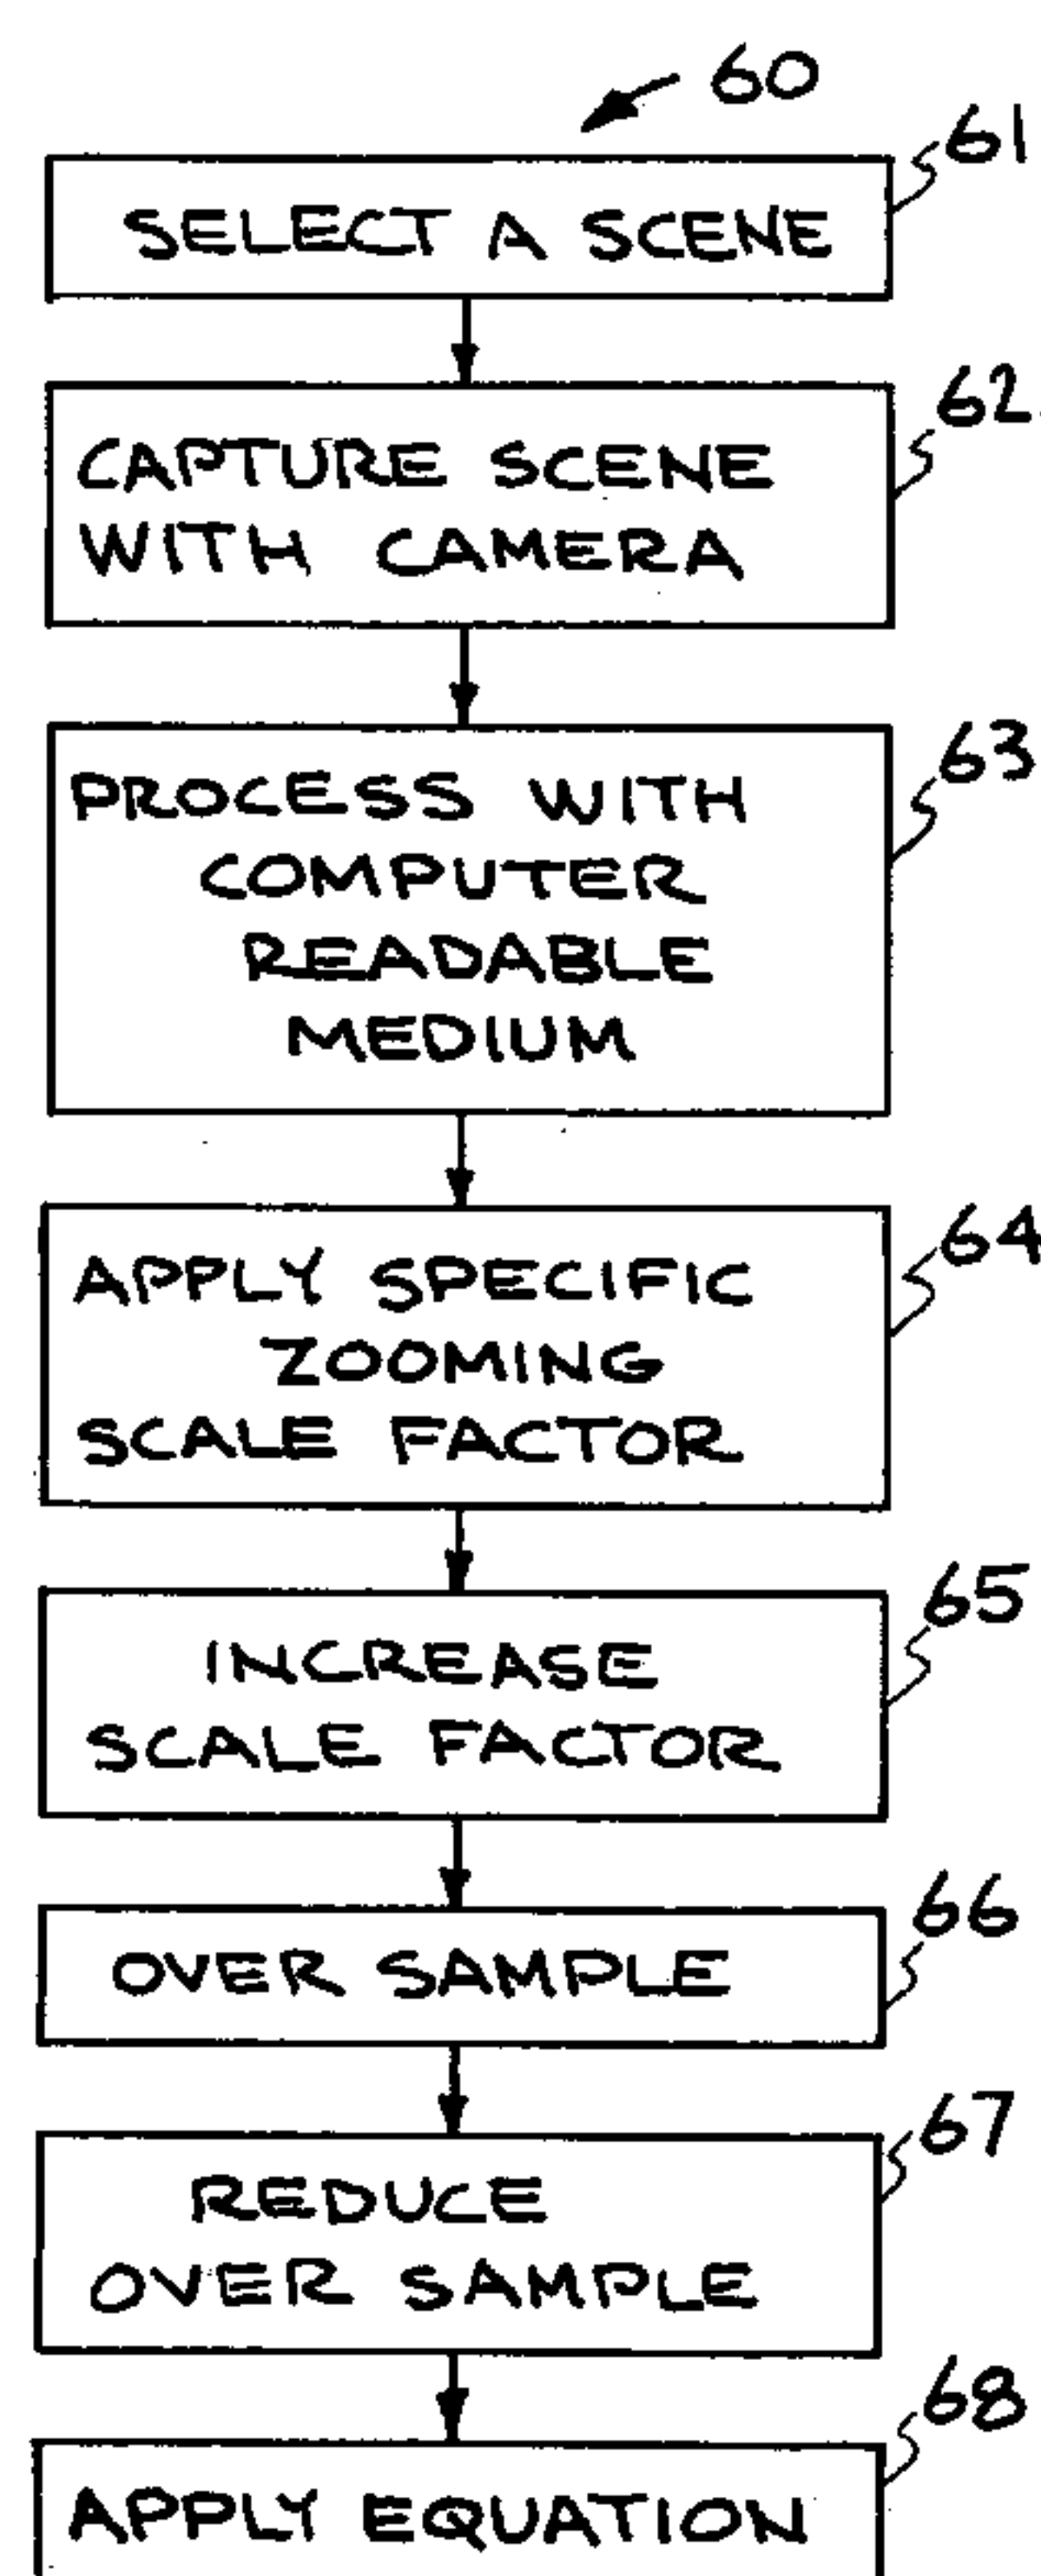 60
61
SELECT A SCENE
62
CAPTURE SCENE
WITH CAMERA
63
PROCESS WITH
COMPUTER
READABLE
MEDIUM
64
APPLY SPECIFIC
ZOOMING
SCALE FACTOR
65
INCREASE
SCALE FACTOR
66
OVER SAMPLE
67
REDUCE
OVER SAMPLE
68
APPLY EQUATION